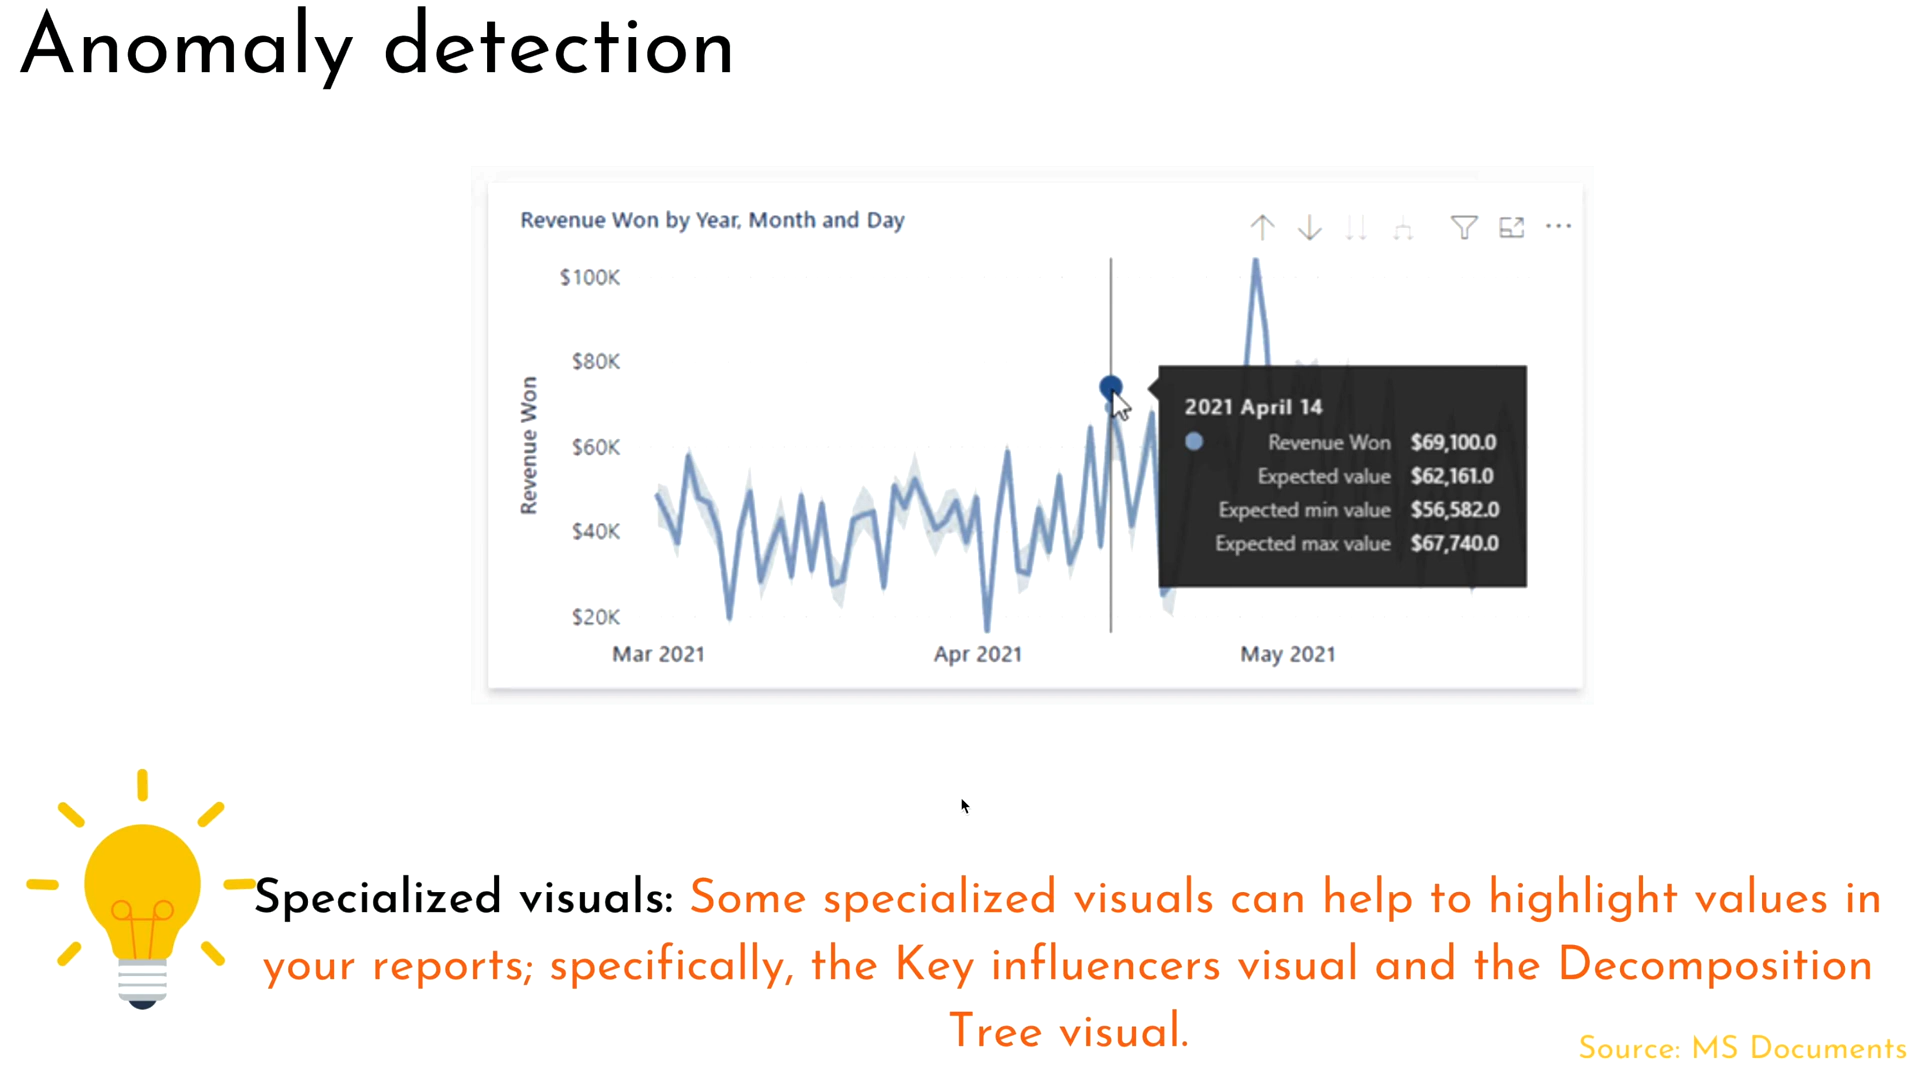 Anomaly detection
Revenue Won by Year, Month and Day
$100K
$80K
$60K
$40K
$20K
Revenue Won
Mar 2021
Apr 2021
May 2021
2021 April 14
Revenue Won $69,100.0
Expected value $62,161.0
Expected min value $56,582.0
Expected max value $67,740.0
Specialized visuals: Some specialized visuals can help to highlight values in
your reports; specifically, the Key influencers visual and the Decomposition
Tree visual.
Source: MS Documents